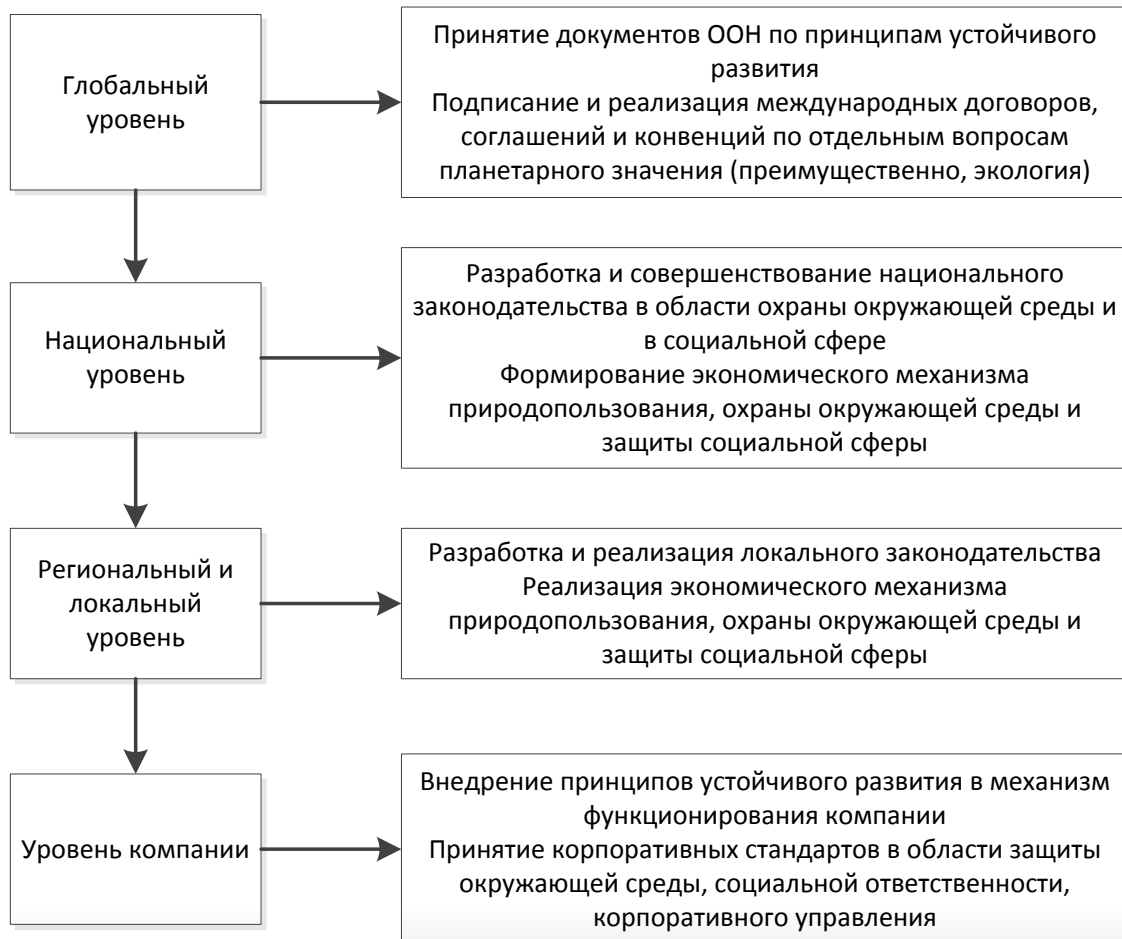 Глобальный
уровень
Принятие документов ООН по принципам устойчивого
развития
Подписание и реализация международных договоров,
соглашений и конвенций по отдельным вопросам
планетарного значения (преимущественно, экология)
Национальный
уровень
Разработка и совершенствование национального
законодательства в области охраны окружающей среды и
в социальной сфере
Формирование экономического механизма
природопользования, охраны окружающей среды и
защиты социальной сферы
Региональный и
локальный
уровень
Разработка и реализация локального законодательства
Реализация экономического механизма
природопользования, охраны окружающей среды и
защиты социальной сферы
Уровень компании
Внедрение принципов устойчивого развития в механизм
функционирования компании
Принятие корпоративных стандартов в области защиты
окружающей среды, социальной ответственности,
корпоративного управления